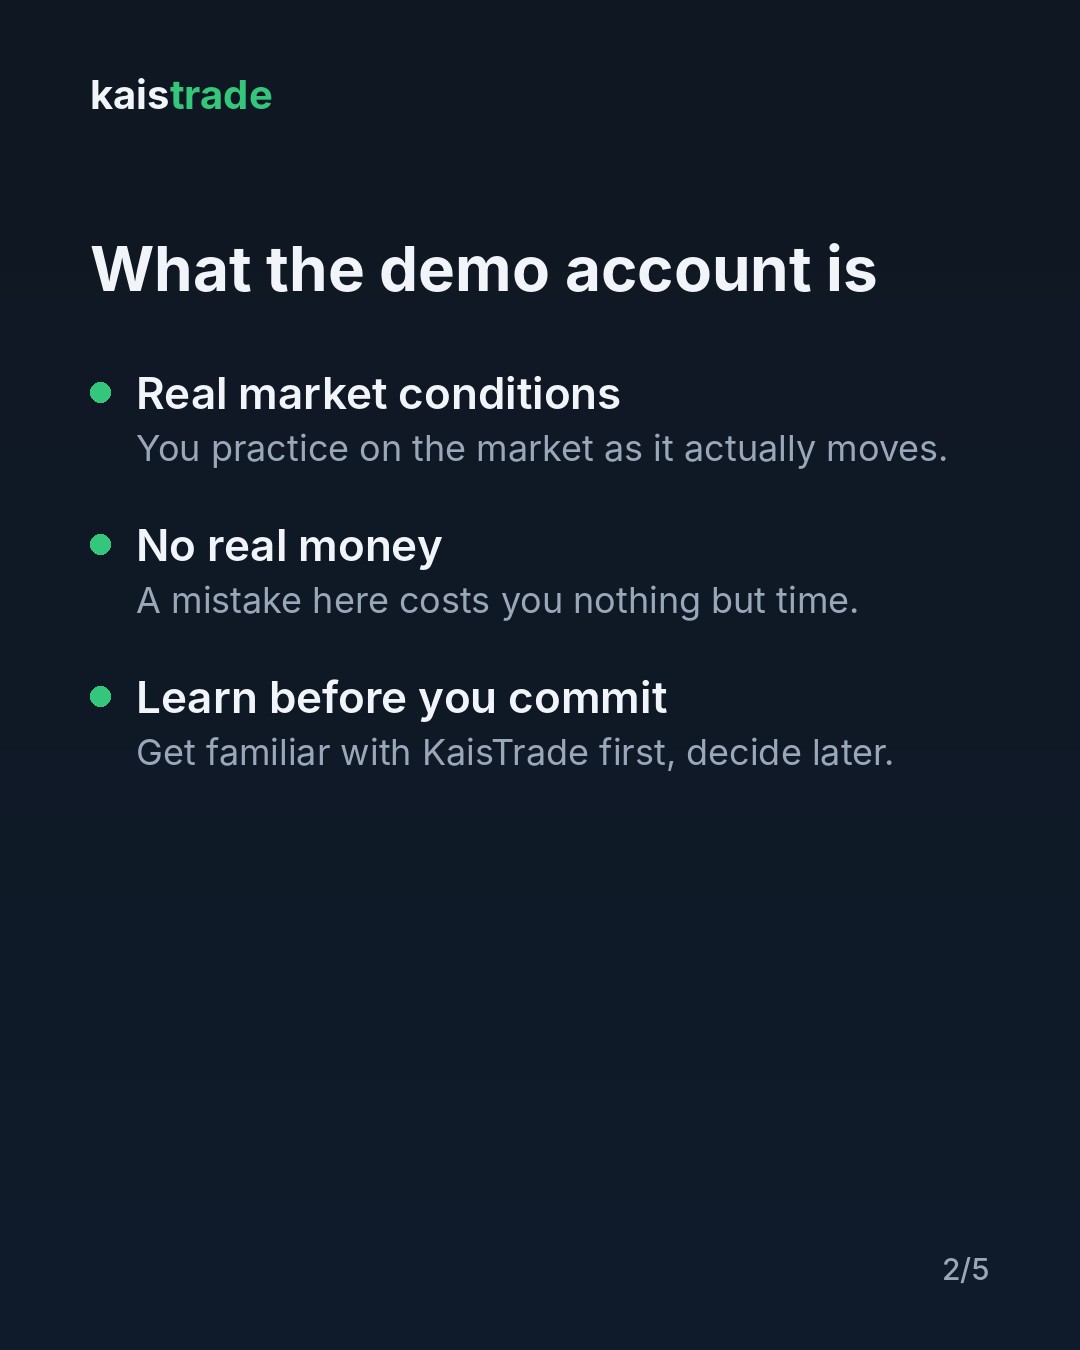 kaistrade
What the demo account is
Real market conditions
You practice on the market as it actually moves.
No real money
A mistake here costs you nothing but time.
Learn before you commit
Get familiar with KaisTrade first, decide later.
2/5